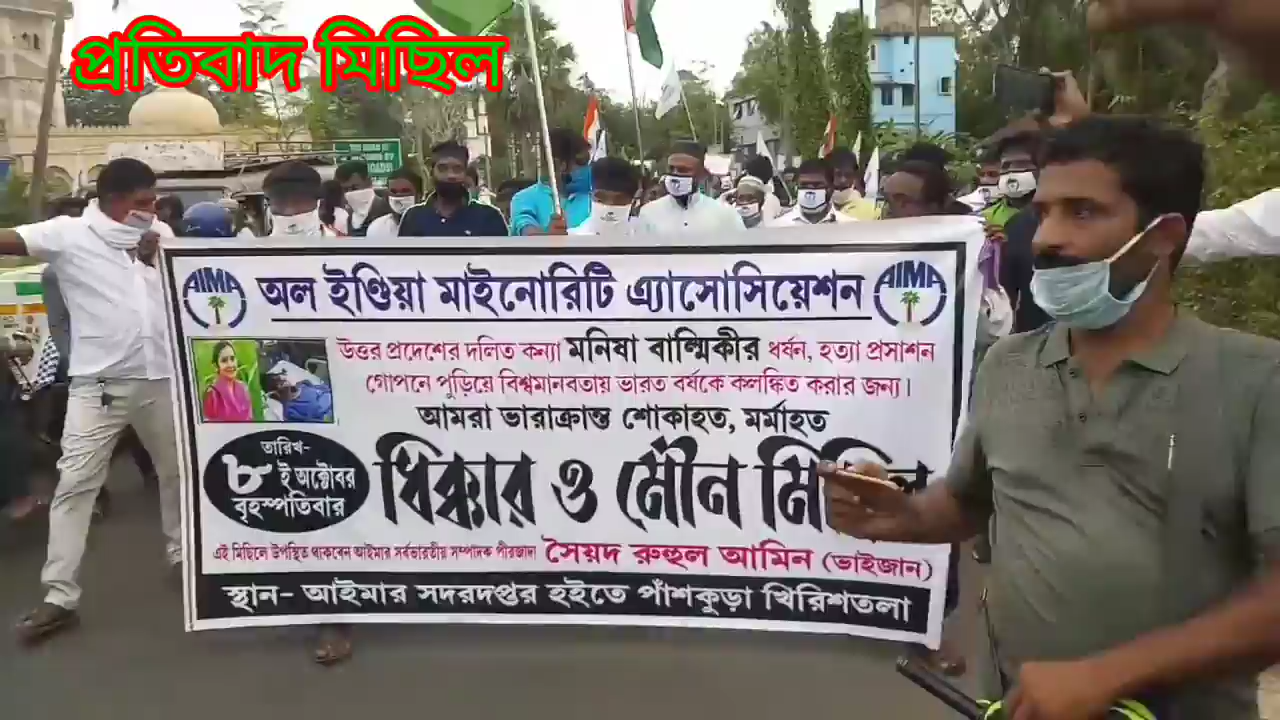 প্রতিবাদ মিছিল
AIMA
অল ইণ্ডিয়া মাইনোরিটি এ্যাসোসিয়েশন
AIMA
উত্তর প্রদেশের দলিত কন্যা মনিষা বাল্মিকীর ধর্ষন, হত্যা প্রসাশন
গোপনে পুড়িয়ে বিশ্বমানবতায় ভারত বর্ষকে কলঙ্কিত করার জন্য।
আমরা ভারাক্রান্ত শোকাহত, মর্মাহত
তারিখ-
৮ই অক্টোবর
বৃহস্পতিবার
ধিক্কার ও মৌন মিছিল
এই মিছিলে উপস্থিত থাকবেন আইমার সর্বভারতীয় সম্পাদক পীরজাদা সৈয়দ রুহুল আমিন (ভাইজান)
স্থান- আইমার সদরদপ্তর হইতে পাঁশকুড়া খিরিশতলা